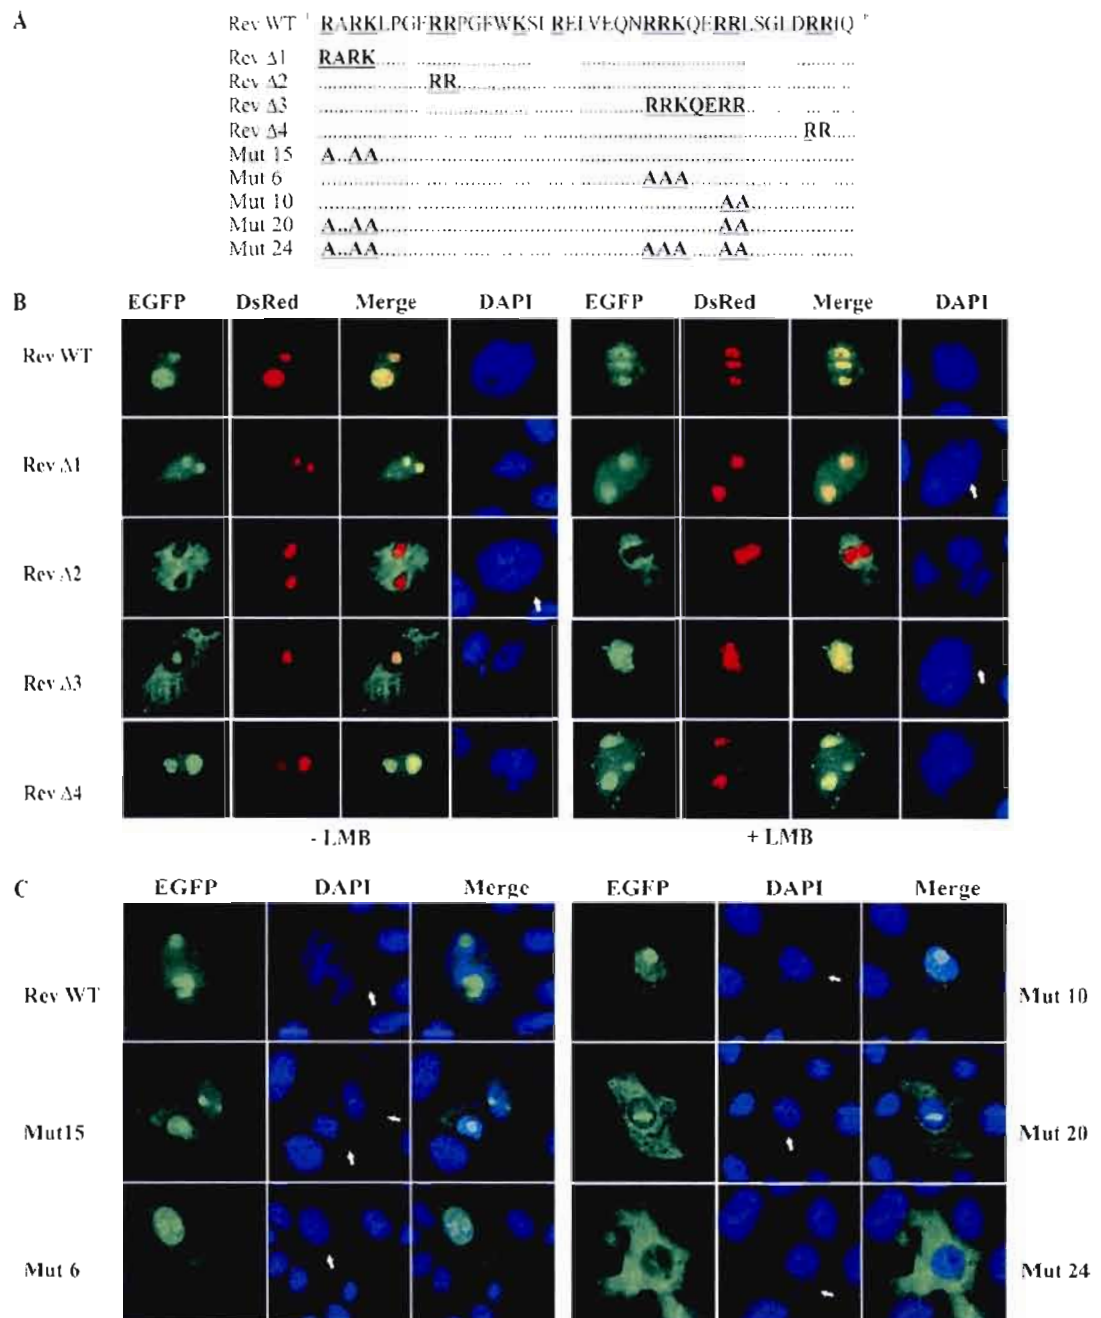 A
Rev WT RARKLPGFRRPGFWKSI RELVEQNRRKQERRLSGLDRRIQ
Rev Δ1 RARK
Rev Δ2 RR
Rev Δ3 RRKQERR
Rev Δ4 RR
Mut 15 A..AA
Mut 6 AAA
Mut 10 AA
Mut 20 A..AA AA
Mut 24 A..AA AAA AA
B
EGFP DsRed Merge DAPI EGFP DsRed Merge DAPI
Rev WT
Rev Δ1
Rev Δ2
Rev Δ3
Rev Δ4
- LMB + LMB
C
EGFP DAPI Merge EGFP DAPI Merge
Rev WT Mut 10
Mut15 Mut 20
Mut 6 Mut 24